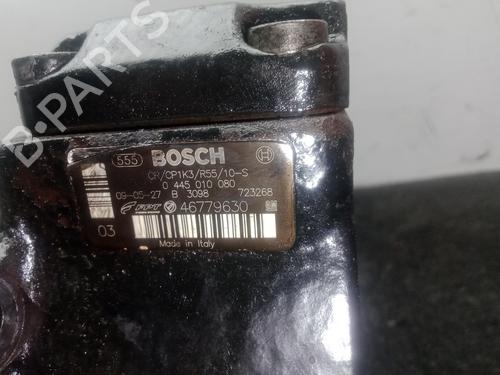 B-PARTS
555 BOSCH
CR/CP1K3/R55/10-S
0 445 010 080
09-05-27 B 3098 723268
46779630
03
Made in Italy